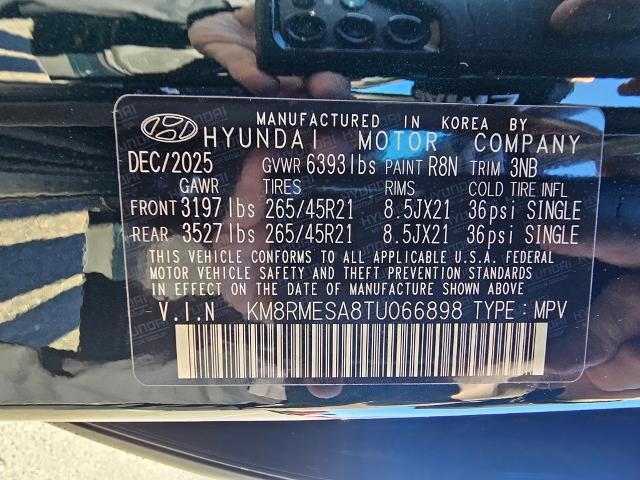 MANUFACTURED IN KOREA BY
HYUNDAI MOTOR COMPANY
DEC/2025 GVWR 6393lbs PAINT R8N TRIM 3NB
GAWR TIRES RIMS COLD TIRE INFL
FRONT 3197lbs 265/45R21 8.5JX21 36psi SINGLE
REAR 3527lbs 265/45R21 8.5JX21 36psi SINGLE
THIS VEHICLE CONFORMS TO ALL APPLICABLE U.S.A. FEDERAL
MOTOR VEHICLE SAFETY AND THEFT PREVENTION STANDARDS
IN EFFECT ON THE DATE OF MANUFACTURE SHOWN ABOVE
V.I.N KM8RMESA8TU066898 TYPE:MPV